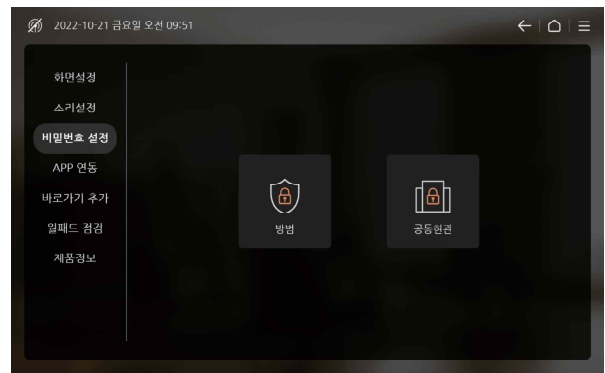 2022-10-21 금요일 오전 09:51
화면설정
소리설정
비밀번호 설정
APP 연동
바로가기 추가
월패드 점검
제품정보
방범
공동현관